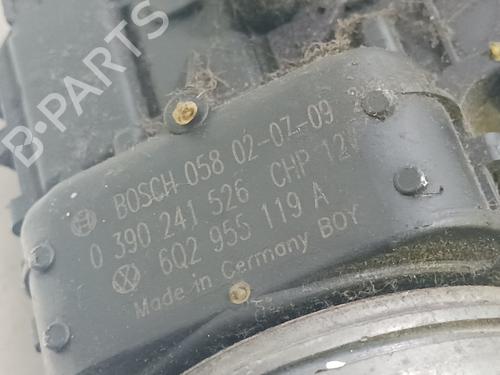 B-PARTS
BOSCH 058 02-07-09
0 390 241 526 CHP 12V
6Q2 955 119 A
Made in Germany BOY